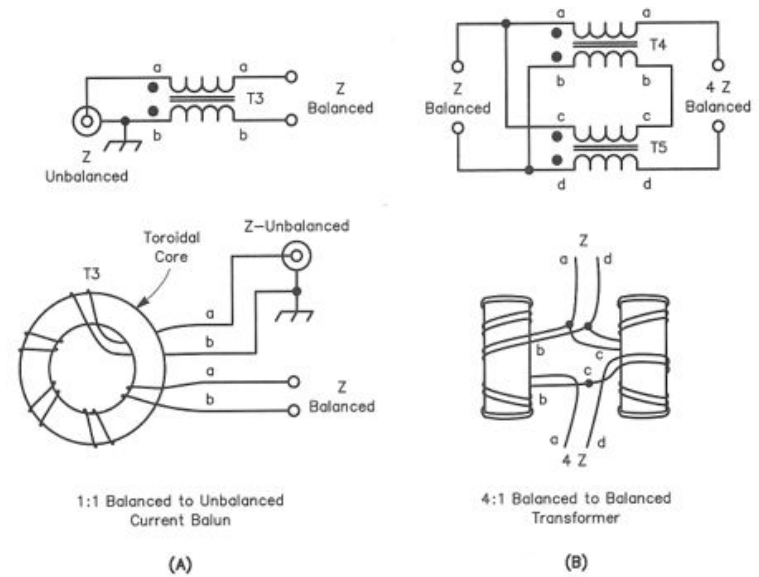 a
a
T3
b
b
Z
Balanced
Z
Unbalanced
Toroidal
Core
T3
Z-Unbalanced
a
b
a
b
Z
Balanced
1:1 Balanced to Unbalanced
Current Balun
(A)
a
a
T4
b
b
Z
Balanced
4 Z
Balanced
c
c
T5
d
d
Z
a
d
b
c
c
b
a
d
4 Z
4:1 Balanced to Balanced
Transformer
(B)